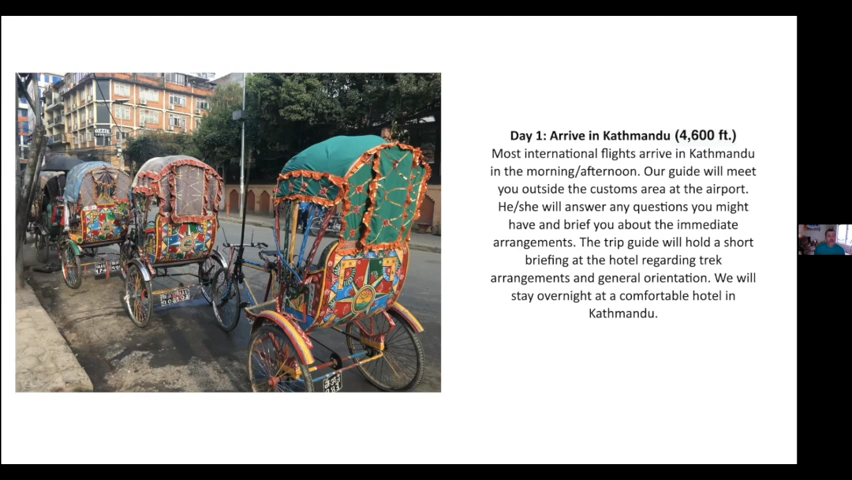 Day 1: Arrive in Kathmandu (4,600 ft.)
Most international flights arrive in Kathmandu
in the morning/afternoon. Our guide will meet
you outside the customs area at the airport.
He/she will answer any questions you might
have and brief you about the immediate
arrangements. The trip guide will hold a short
briefing at the hotel regarding trek
arrangements and general orientation. We will
stay overnight at a comfortable hotel in
Kathmandu.